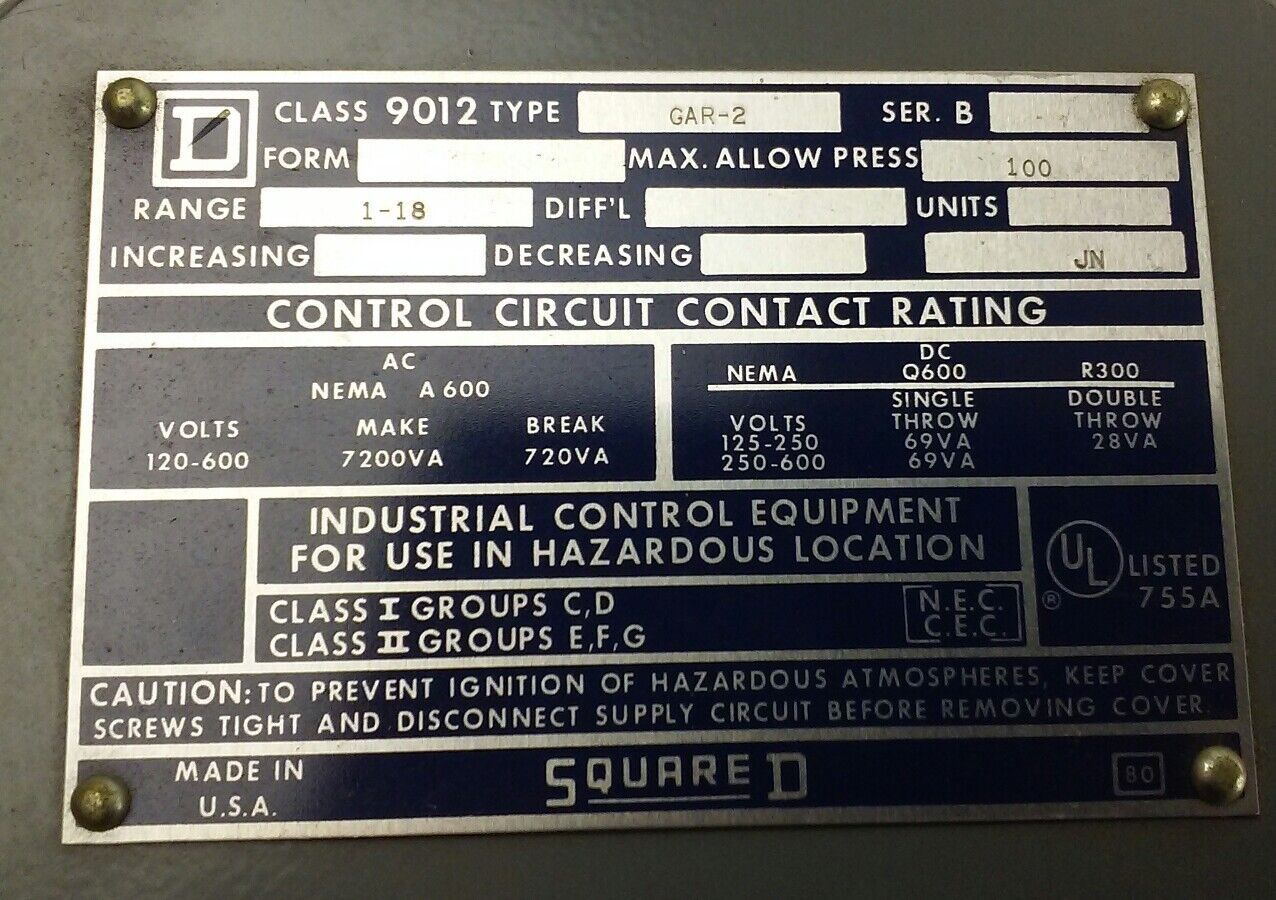 D CLASS 9012 TYPE GAR-2 SER. B
FORM MAX. ALLOW PRESS 100
RANGE 1-18 DIFF'L UNITS
INCREASING DECREASING JN
CONTROL CIRCUIT CONTACT RATING
AC
NEMA A600
VOLTS MAKE BREAK
120-600 7200VA 720VA
DC
NEMA Q600 R300
SINGLE DOUBLE
VOLTS THROW THROW
125-250 69VA 28VA
250-600 69VA
INDUSTRIAL CONTROL EQUIPMENT
FOR USE IN HAZARDOUS LOCATION
CLASS I GROUPS C,D
CLASS II GROUPS E,F,G
N.E.C.
C.E.C.
UL LISTED
® 755A
CAUTION: TO PREVENT IGNITION OF HAZARDOUS ATMOSPHERES, KEEP COVER
SCREWS TIGHT AND DISCONNECT SUPPLY CIRCUIT BEFORE REMOVING COVER.
MADE IN
U.S.A.
SQUARE D
80